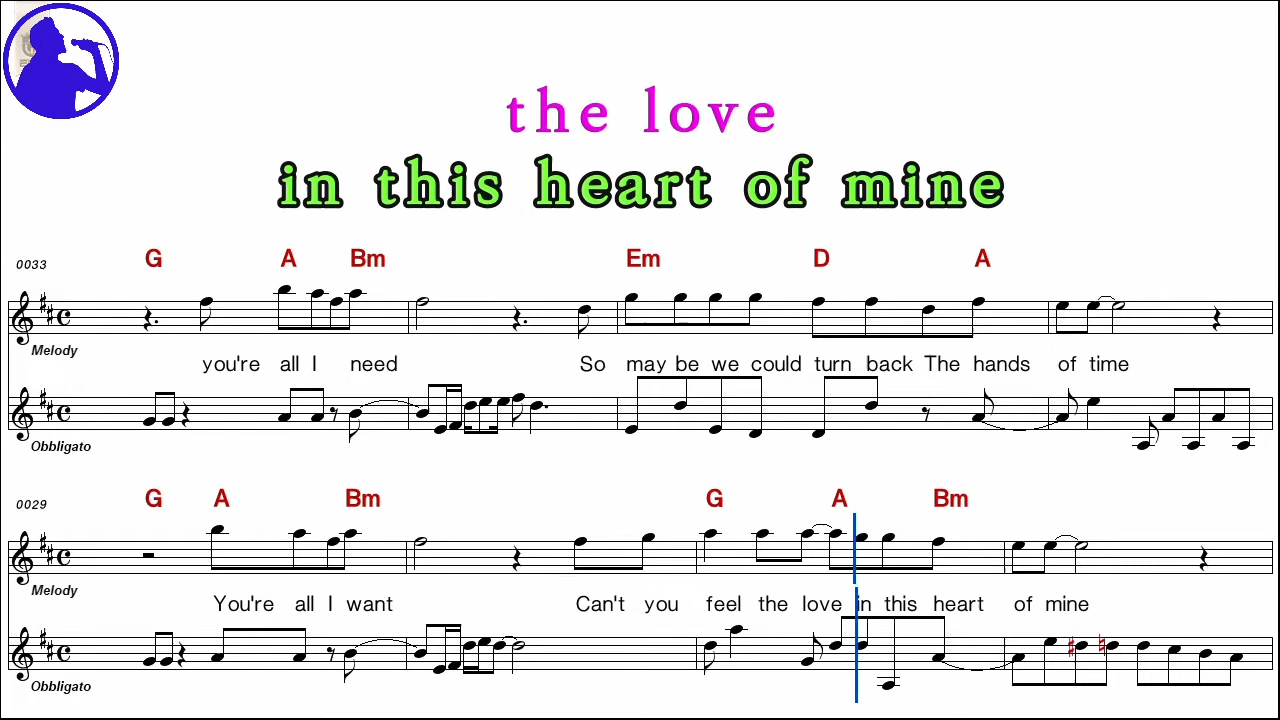 the love
in this heart of mine
0033 G A Bm Em D A
Melody
you're all I need So may be we could turn back The hands of time
Obbligato
0029 G A Bm G A Bm
Melody
You're all I want Can't you feel the love in this heart of mine
Obbligato